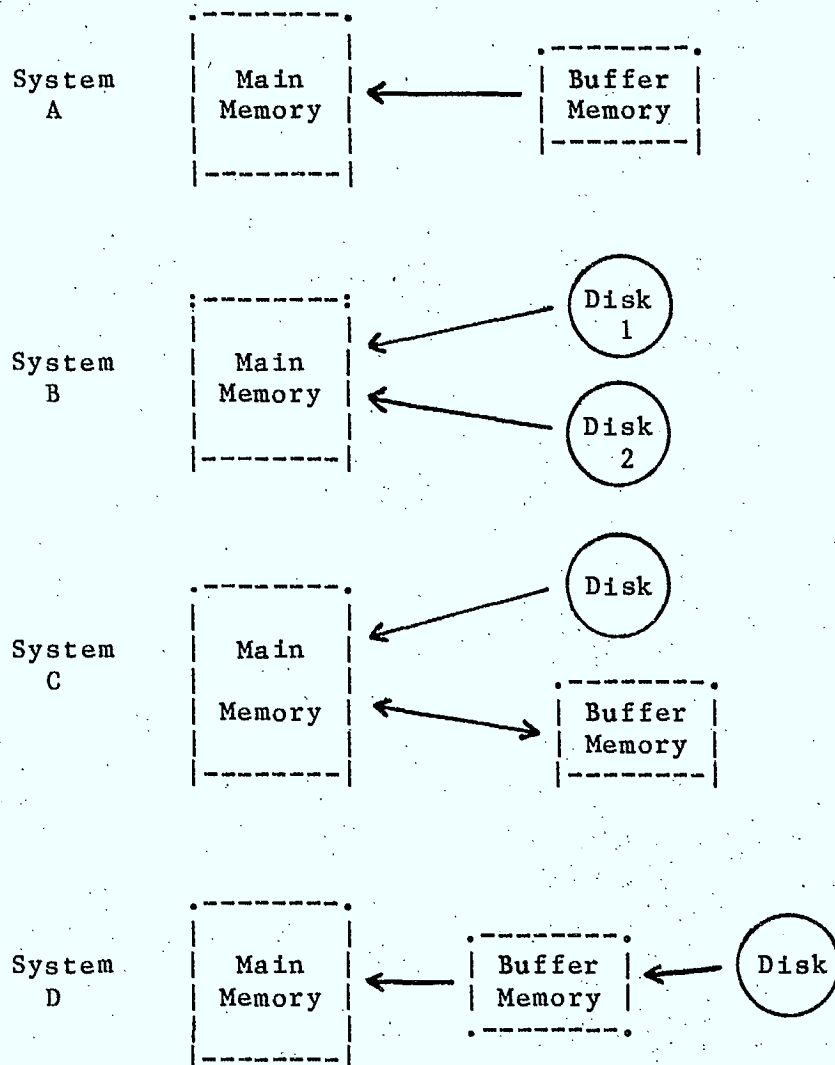 System
A
Main
Memory
Buffer
Memory
System
B
Main
Memory
Disk
1
Disk
2
System
C
Main
Memory
Disk
Buffer
Memory
System
D
Main
Memory
Buffer
Memory
Disk